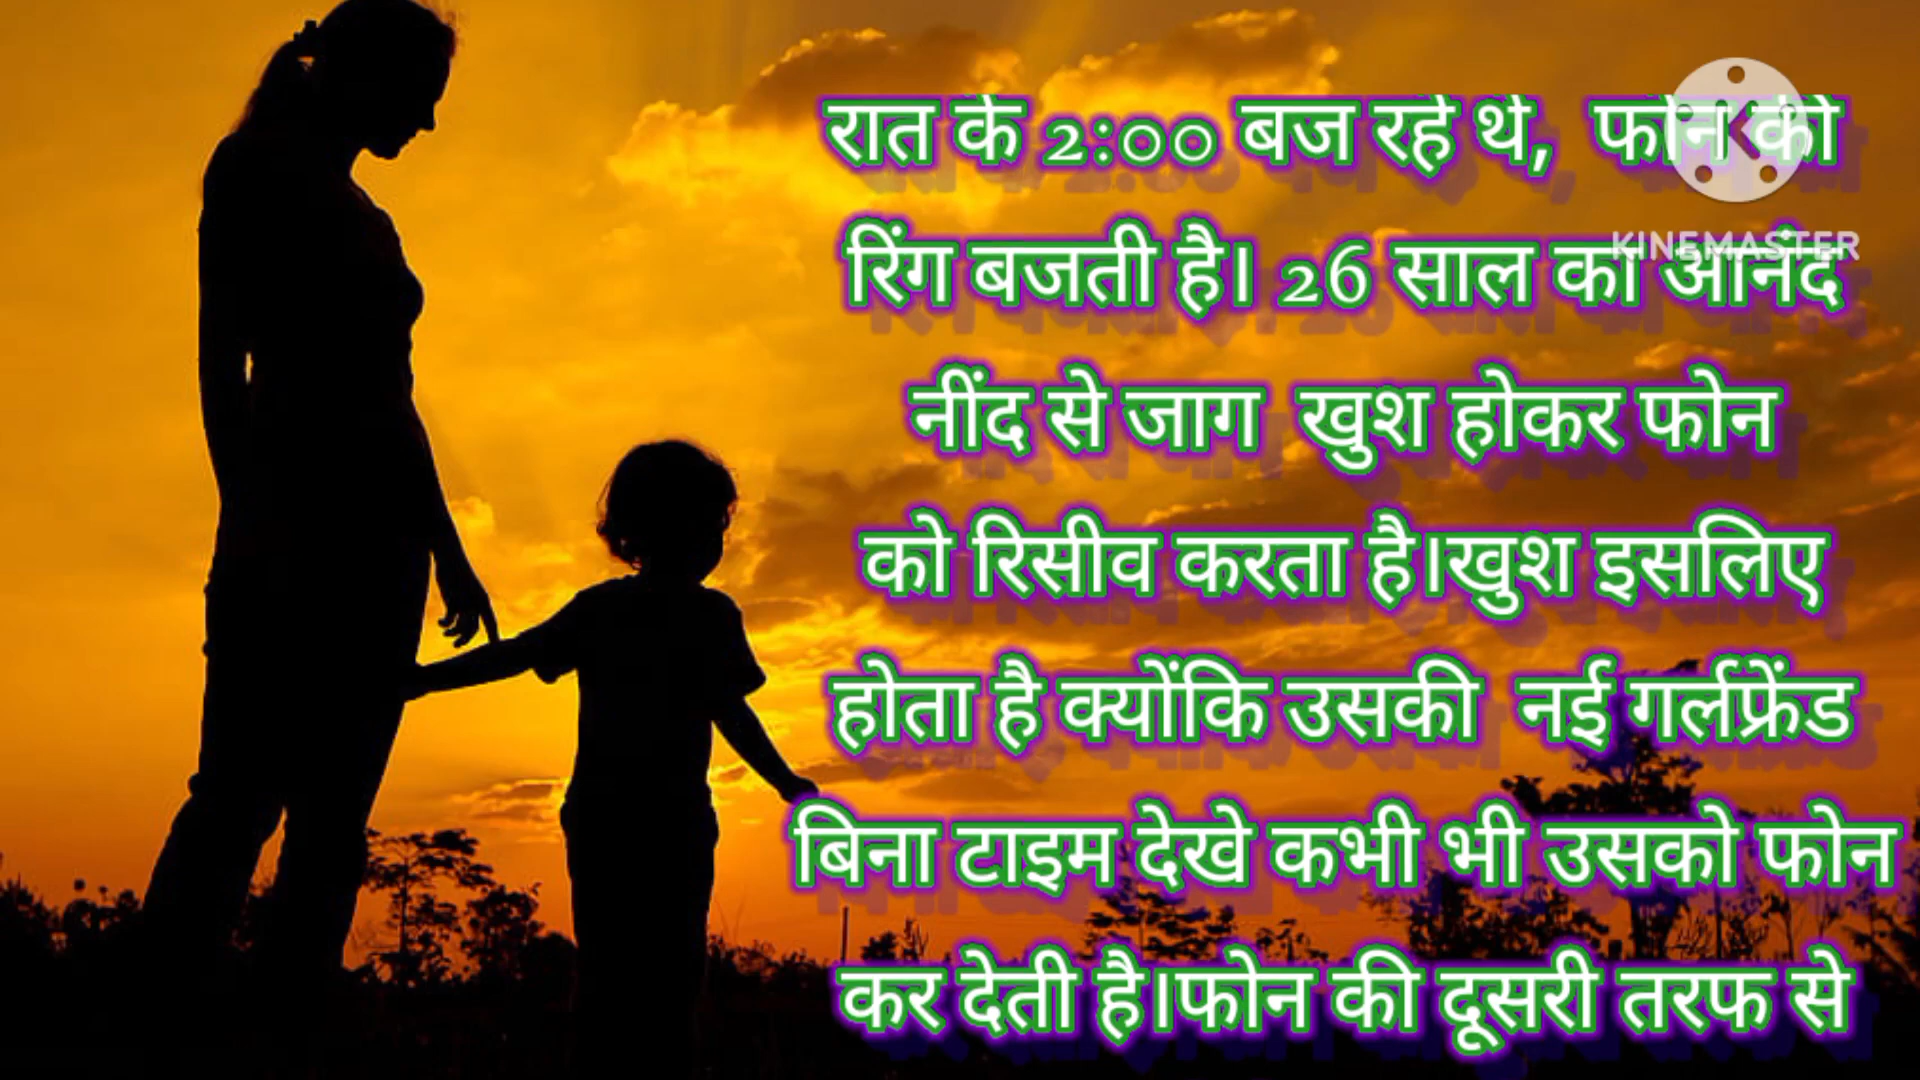 रात के 2:00 बज रहे थे, फोन की
रिंग बजती है। 26 साल का आनंद
नींद से जाग खुश होकर फोन
को रिसीव करता है।खुश इसलिए
होता है क्योंकि उसकी नई गर्लफ्रेंड
बिना टाइम देखे कभी भी उसको फोन
कर देती है।फोन की दूसरी तरफ से
KINEMASTER